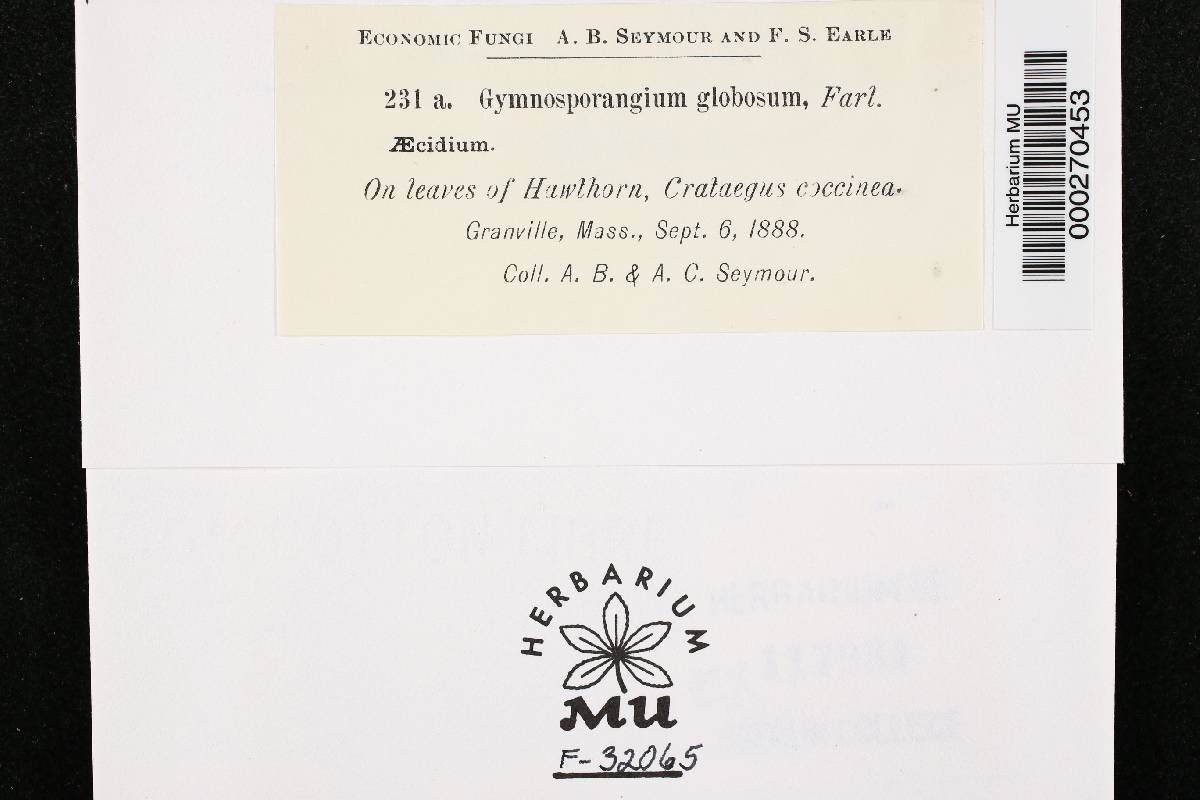 ECONOMIC FUNGI A. B. SEYMOUR AND F. S. EARLE
231 a. Gymnosporangium globosum, Farl.
Æcidium.
On leaves of Hawthorn, Crataegus coccinea.
Granville, Mass., Sept. 6, 1888.
Coll. A. B. & A. C. Seymour.
Herbarium MU
000270453
HERBARIUM
MU
F-32065